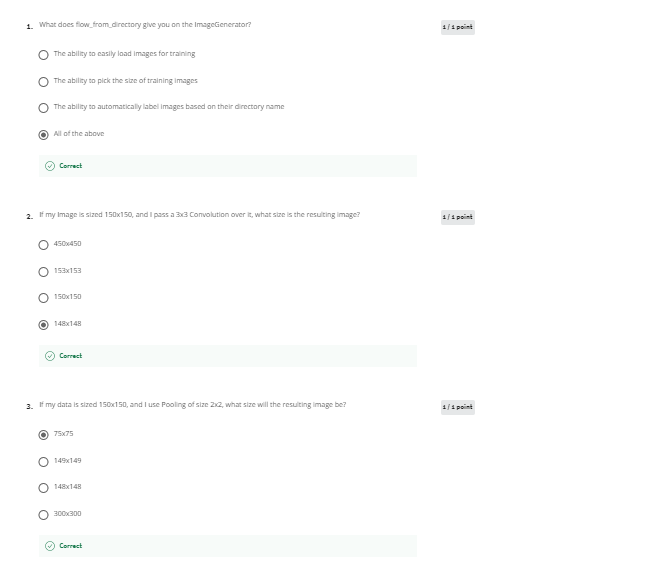 1. What does flow_from_directory give you on the ImageGenerator?
1 / 1 point
The ability to easily load images for training
The ability to pick the size of training images
The ability to automatically label images based on their directory name
All of the above
Correct
2. If my Image is sized 150x150, and I pass a 3x3 Convolution over it, what size is the resulting image?
1 / 1 point
450x450
153x153
150x150
148x148
Correct
3. If my data is sized 150x150, and I use Pooling of size 2x2, what size will the resulting image be?
1 / 1 point
75x75
149x149
148x148
300x300
Correct